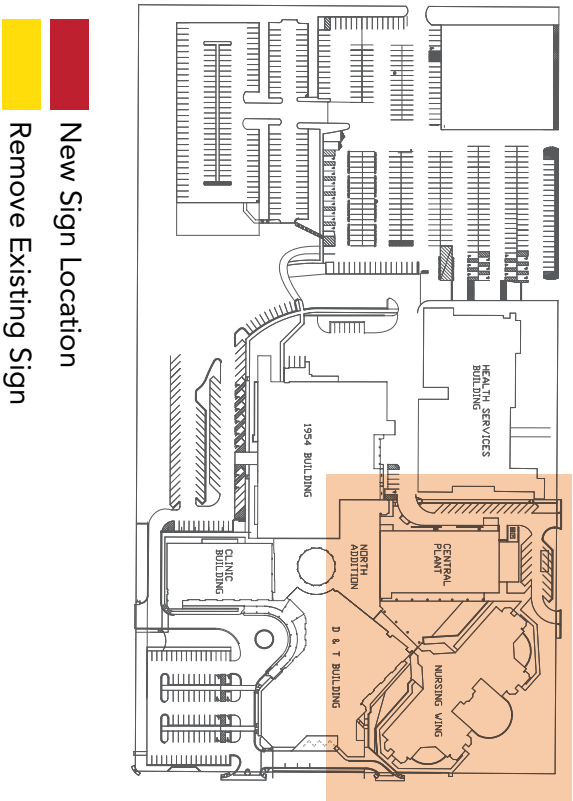 New Sign Location
Remove Existing Sign
HEALTH SERVICES
BUILDING
1954 BUILDING
CENTRAL
PLANT
NORTH
ADDITION
CLINIC
BUILDING
D & T BUILDING
NURSING WING